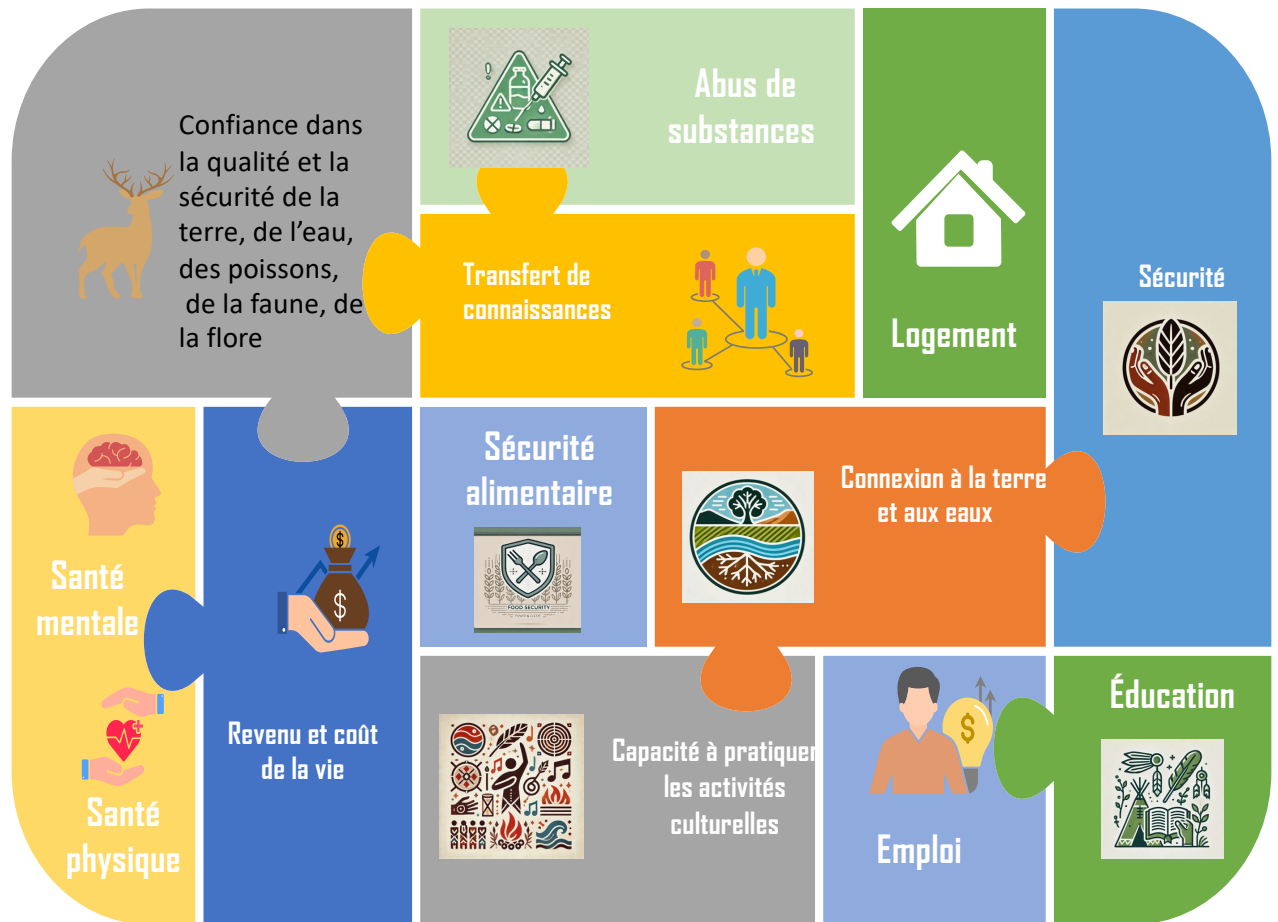 Confiance dans
la qualité et la
sécurité de la
terre, de l’eau,
des poissons,
de la faune, de
la flore
Abus de
substances
Transfert de
connaissances
Logement
Sécurité
Santé
mentale
Santé
physique
Revenu et coût
de la vie
Sécurité
alimentaire
FOOD SECURITY
Connexion à la terre
et aux eaux
Capacité à pratiquer
les activités
culturelles
Emploi
Éducation